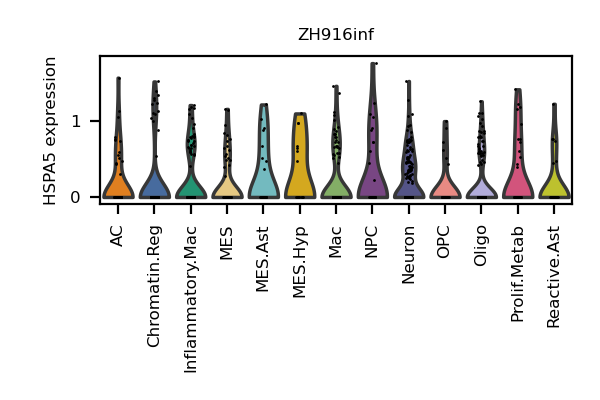 ZH916inf
HSPA5 expression
1
0
AC
Chromatin.Reg
Inflammatory.Mac
MES
MES.Ast
MES.Hyp
Mac
NPC
Neuron
OPC
Oligo
Prolif.Metab
Reactive.Ast